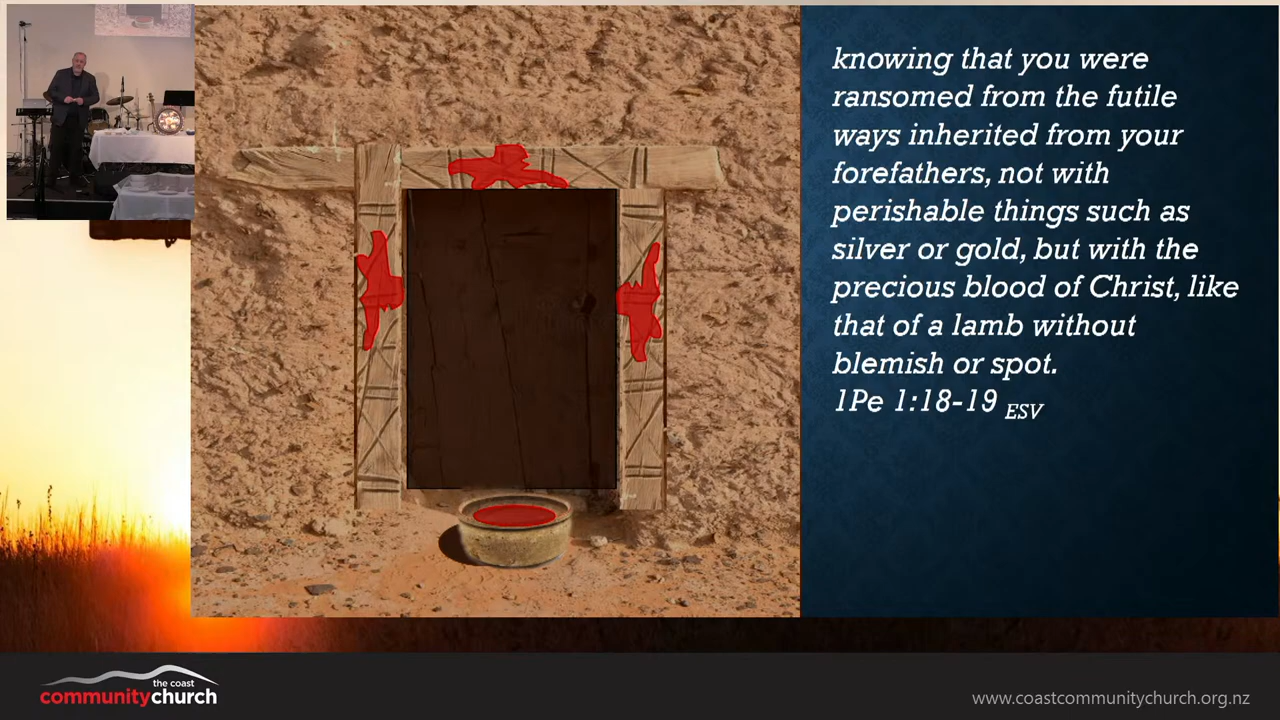 knowing that you were
ransomed from the futile
ways inherited from your
forefathers, not with
perishable things such as
silver or gold, but with the
precious blood of Christ, like
that of a lamb without
blemish or spot.
1Pe 1:18-19 ESV
the coast
communitychurch
www.coastcommunitychurch.org.nz